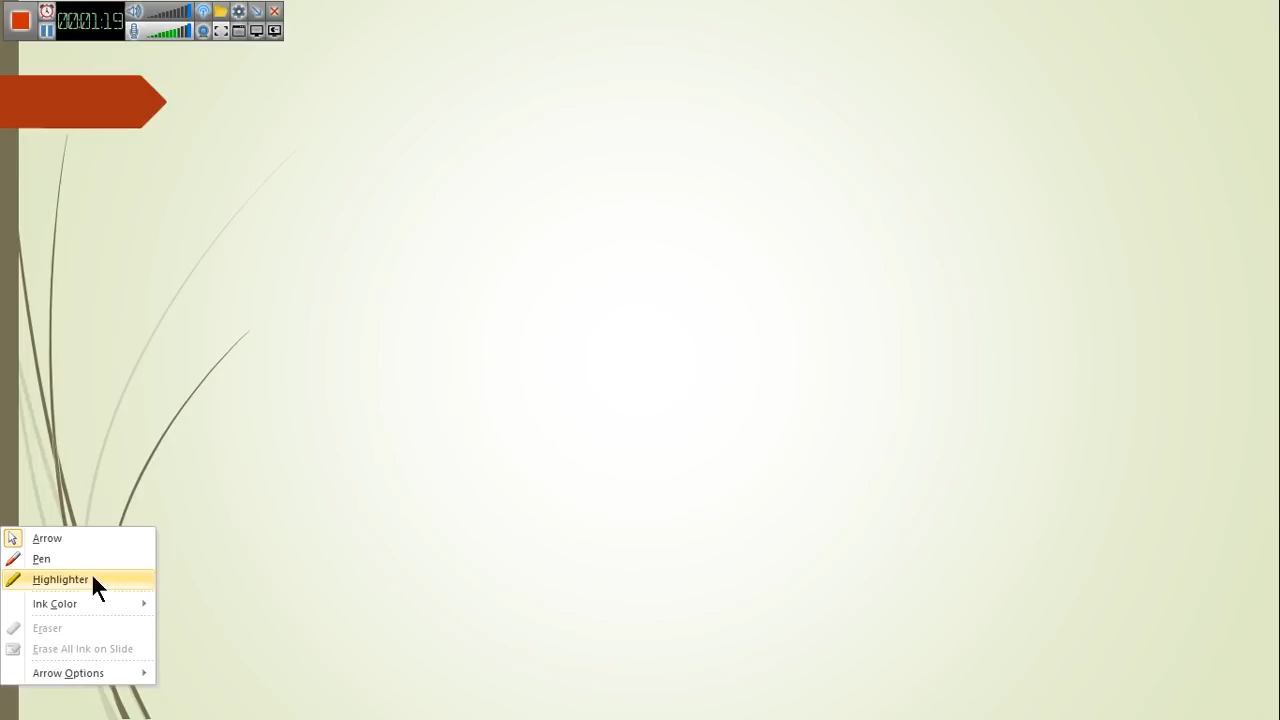 00:01:19
Arrow
Pen
Highlighter
Ink Color
Eraser
Erase All Ink on Slide
Arrow Options